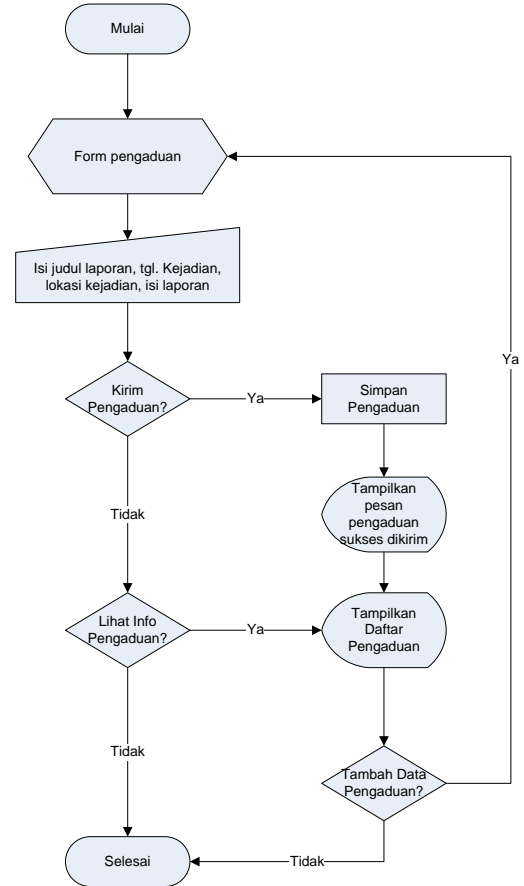 Mulai
Form pengaduan
Isi judul laporan, tgl. Kejadian,
lokasi kejadian, isi laporan
Ya
Kirim
Pengaduan?
Ya
Simpan
Pengaduan
Tidak
Tampilkan
pesan
pengaduan
sukses dikirim
Lihat Info
Pengaduan?
Ya
Tampilkan
Daftar
Pengaduan
Tidak
Tambah Data
Pengaduan?
Selesai
Tidak